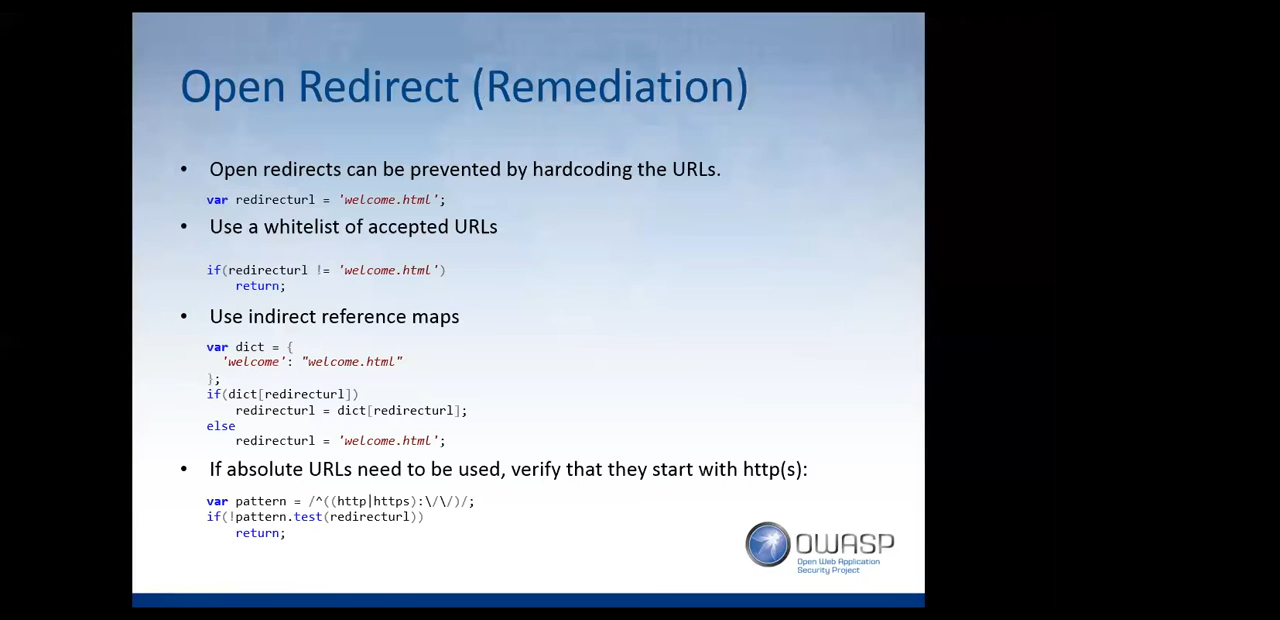 Open Redirect (Remediation)
• Open redirects can be prevented by hardcoding the URLs.
var redirecturl = 'welcome.html';
• Use a whitelist of accepted URLs
if(redirecturl != 'welcome.html')
return;
• Use indirect reference maps
var dict = {
'welcome': "welcome.html"
};
if(dict[redirecturl])
redirecturl = dict[redirecturl];
else
redirecturl = 'welcome.html';
• If absolute URLs need to be used, verify that they start with http(s):
var pattern = /^((http|https):\/\/)/;
if(!pattern.test(redirecturl))
return;
OWASP
Open Web Application
Security Project